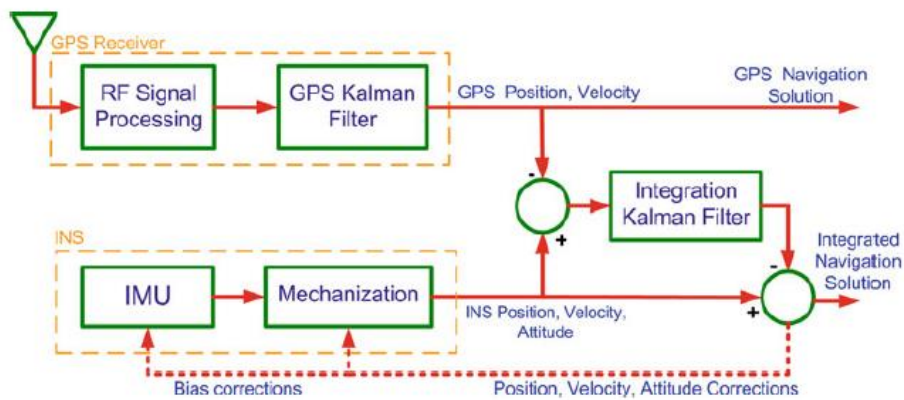 GPS Receiver
RF Signal
Processing
GPS Kalman
Filter
GPS Position, Velocity
GPS Navigation
Solution
-
+
Integration
Kalman Filter
-
+
Integrated
Navigation
Solution
INS
IMU
Mechanization
INS Position, Velocity,
Attitude
Bias corrections
Position, Velocity, Attitude Corrections